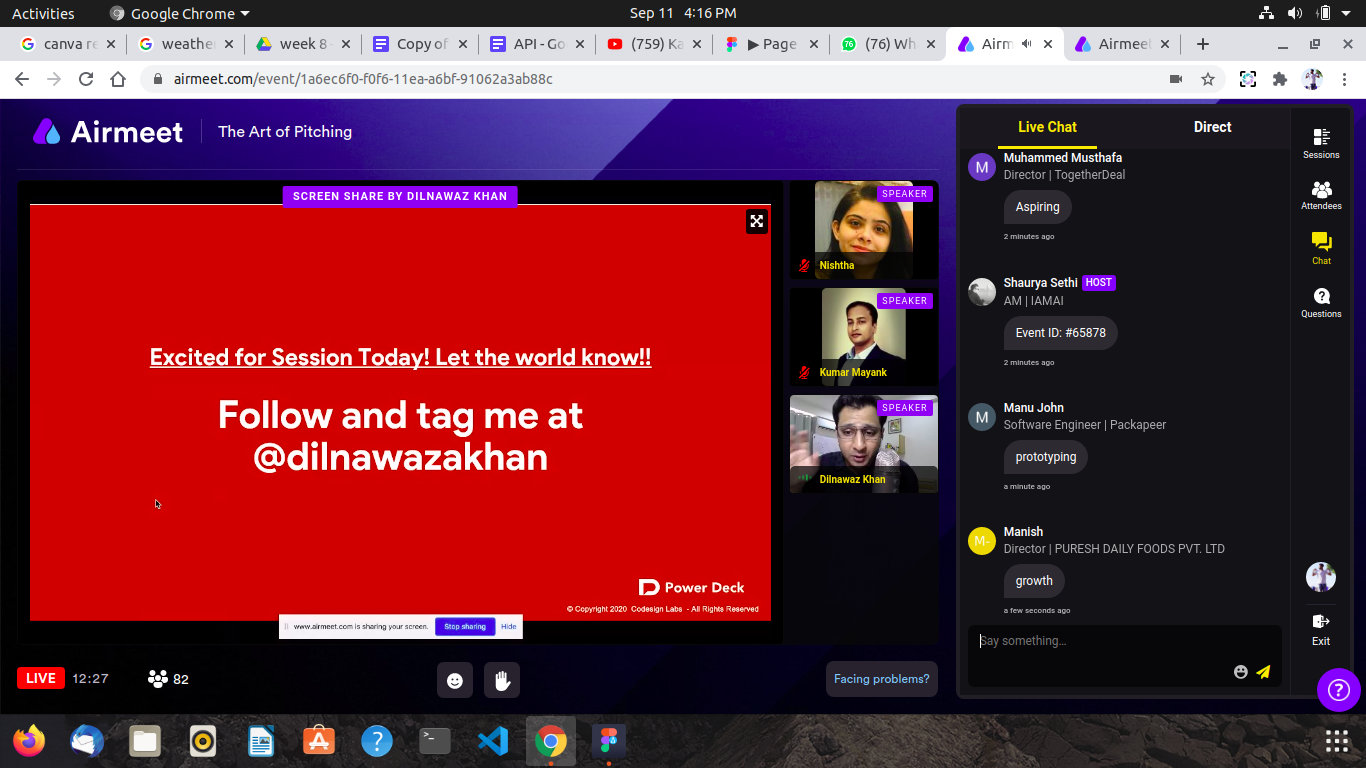 Activities
Google Chrome
Sep 11 4:16 PM
canva re
weathe
week 8 -
Copy of
API - Go
(759) Ka
▶ Page
(76) Wh
Airm
Airmeet
airmeet.com/event/1a6ec6f0-f0f6-11ea-a6bf-91062a3ab88c
Airmeet
The Art of Pitching
SCREEN SHARE BY DILNAWAZ KHAN
Excited for Session Today! Let the world know!!
Follow and tag me at
@dilnawazakhan
Power Deck
© Copyright 2020 Codesign Labs - All Rights Reserved
www.airmeet.com is sharing your screen.
Stop sharing
Hide
SPEAKER
Nishtha
SPEAKER
Kumar Mayank
SPEAKER
Dilnawaz Khan
LIVE
12:27
82
Facing problems?
Live Chat
Direct
M
Muhammed Musthafa
Director | TogetherDeal
Aspiring
2 minutes ago
Shaurya Sethi HOST
AM | IAMAI
Event ID: #65878
2 minutes ago
M
Manu John
Software Engineer | Packapeer
prototyping
a minute ago
M-
Manish
Director | PURESH DAILY FOODS PVT. LTD
growth
a few seconds ago
Say something...
Sessions
Attendees
Chat
Questions
Exit